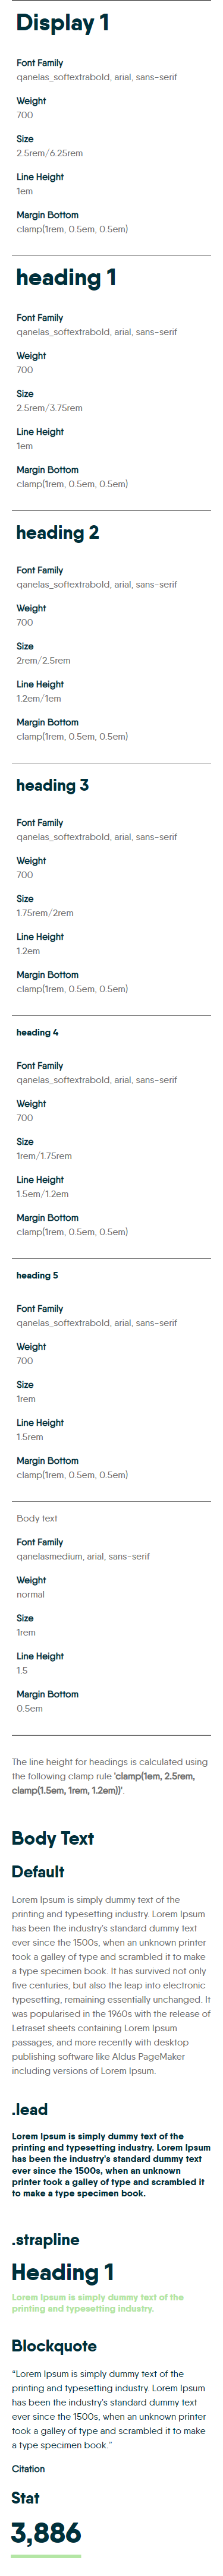 Display 1
Font Family
qanelas_softextrabold, arial, sans-serif
Weight
700
Size
2.5rem/6.25rem
Line Height
1em
Margin Bottom
clamp(1rem, 0.5em, 0.5em)
heading 1
Font Family
qanelas_softextrabold, arial, sans-serif
Weight
700
Size
2.5rem/3.75rem
Line Height
1em
Margin Bottom
clamp(1rem, 0.5em, 0.5em)
heading 2
Font Family
qanelas_softextrabold, arial, sans-serif
Weight
700
Size
2rem/2.5rem
Line Height
1.2em/1em
Margin Bottom
clamp(1rem, 0.5em, 0.5em)
heading 3
Font Family
qanelas_softextrabold, arial, sans-serif
Weight
700
Size
1.75rem/2rem
Line Height
1.2em
Margin Bottom
clamp(1rem, 0.5em, 0.5em)
heading 4
Font Family
qanelas_softextrabold, arial, sans-serif
Weight
700
Size
1rem/1.75rem
Line Height
1.5em/1.2em
Margin Bottom
clamp(1rem, 0.5em, 0.5em)
heading 5
Font Family
qanelas_softextrabold, arial, sans-serif
Weight
700
Size
1rem
Line Height
1.5rem
Margin Bottom
clamp(1rem, 0.5em, 0.5em)
Body text
Font Family
qanelasmedium, arial, sans-serif
Weight
normal
Size
1rem
Line Height
1.5
Margin Bottom
0.5em
The line height for headings is calculated using
the following clamp rule 'clamp(1em, 2.5rem,
clamp(1.5em, 1rem, 1.2em))'.
Body Text
Default
Lorem Ipsum is simply dummy text of the
printing and typesetting industry. Lorem Ipsum
has been the industry's standard dummy text
ever since the 1500s, when an unknown printer
took a galley of type and scrambled it to make
a type specimen book. It has survived not only
five centuries, but also the leap into electronic
typesetting, remaining essentially unchanged. It
was popularised in the 1960s with the release of
Letraset sheets containing Lorem Ipsum
passages, and more recently with desktop
publishing software like Aldus PageMaker
including versions of Lorem Ipsum.
.lead
Lorem Ipsum is simply dummy text of the
printing and typesetting industry. Lorem Ipsum
has been the industry's standard dummy text
ever since the 1500s, when an unknown
printer took a galley of type and scrambled it
to make a type specimen book.
.strapline
Heading 1
Lorem Ipsum is simply dummy text of the
printing and typesetting industry.
Blockquote
“Lorem Ipsum is simply dummy text of the
printing and typesetting industry. Lorem Ipsum
has been the industry's standard dummy text
ever since the 1500s, when an unknown printer
took a galley of type and scrambled it to make
a type specimen book.”
Citation
Stat
3,886